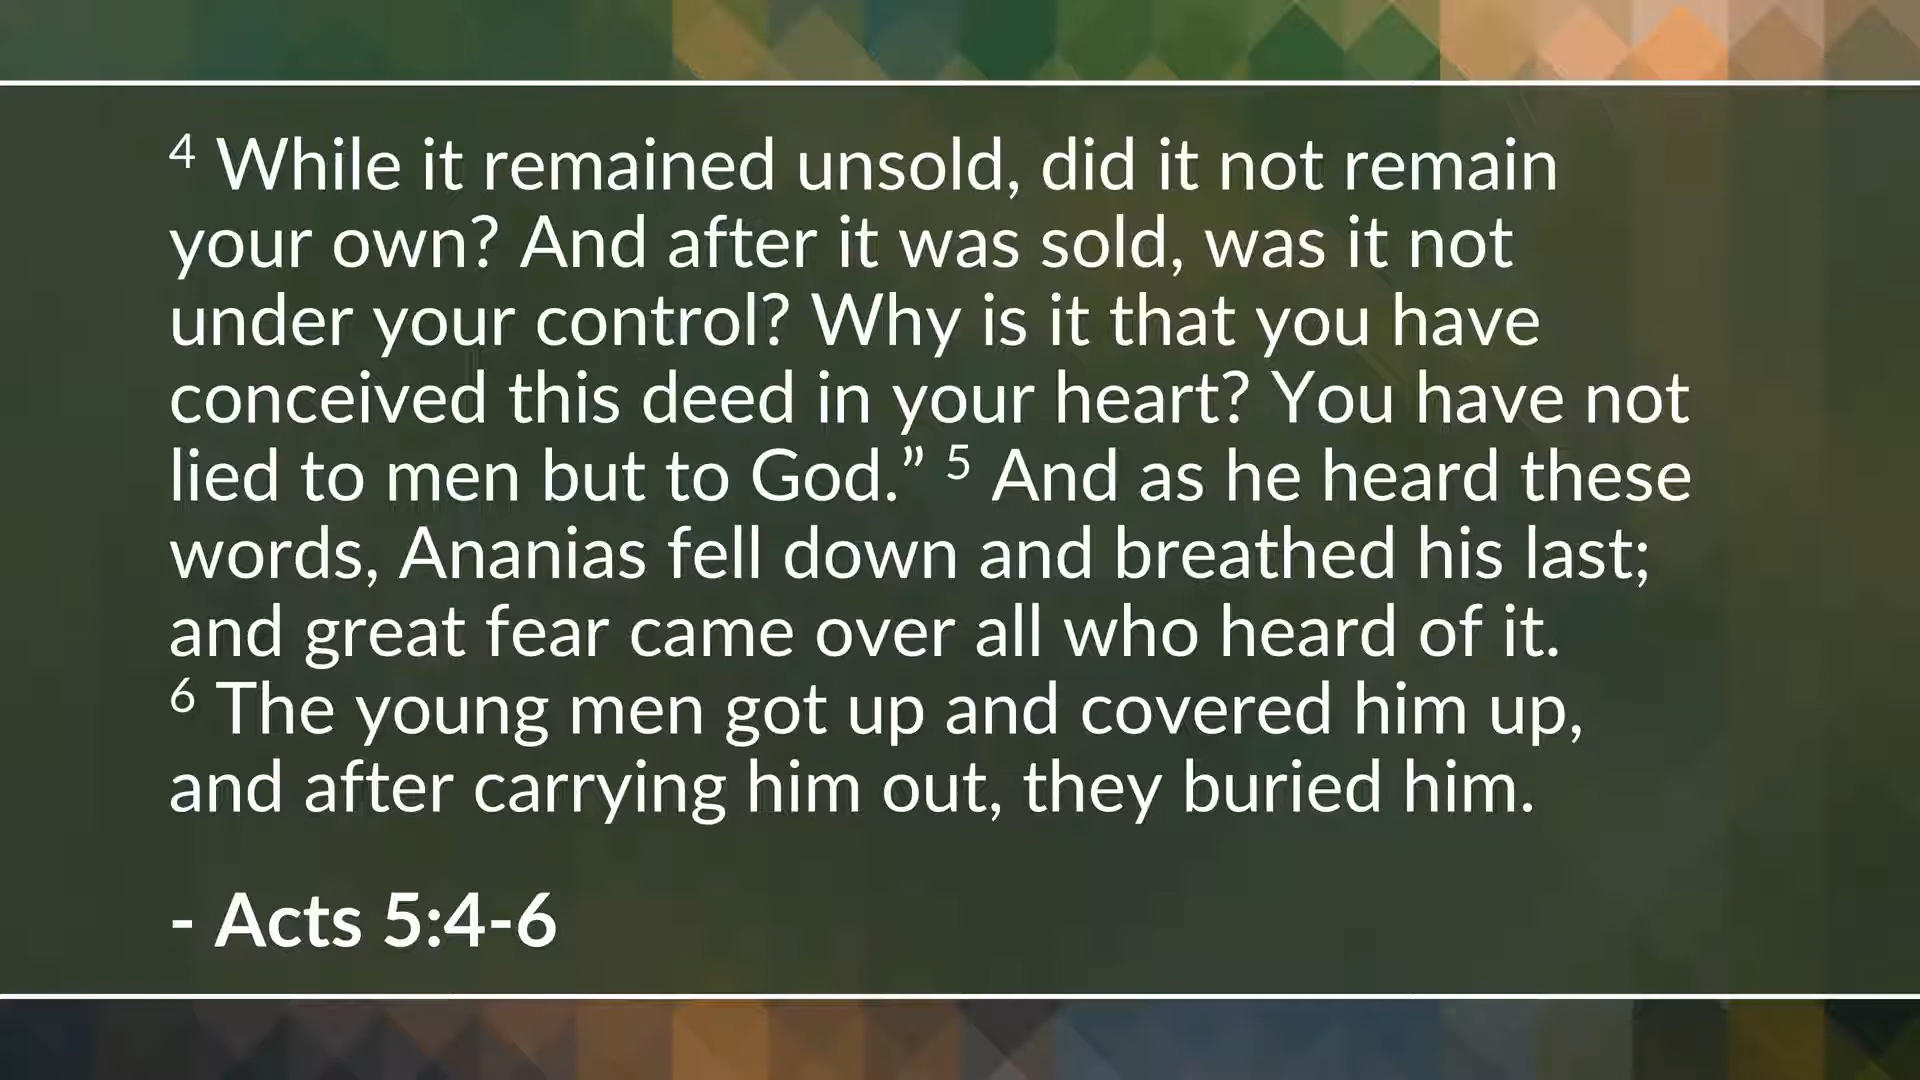 4 While it remained unsold, did it not remain
your own? And after it was sold, was it not
under your control? Why is it that you have
conceived this deed in your heart? You have not
lied to men but to God.” 5 And as he heard these
words, Ananias fell down and breathed his last;
and great fear came over all who heard of it.
6 The young men got up and covered him up,
and after carrying him out, they buried him.
- Acts 5:4-6